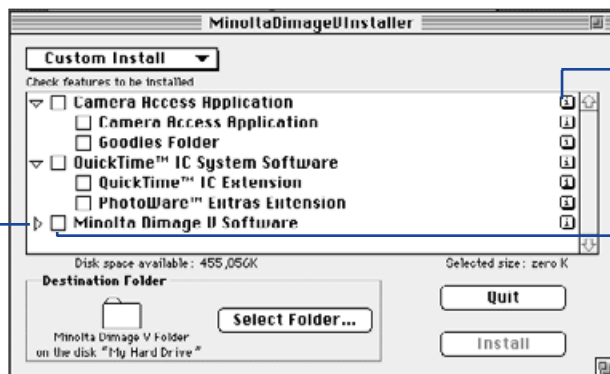 MinoltaDimageVInstaller
Custom Install
Check features to be installed
Camera Access Application
Camera Access Application
Goodies Folder
QuickTime™ IC System Software
QuickTime™ IC Extension
PhotoWare™ Extras Extension
Minolta Dimage V Software
Disk space available: 455,056K
Selected size: zero K
Destination Folder
Minolta Dimage V Folder
on the disk "My Hard Drive"
Select Folder...
Quit
Install